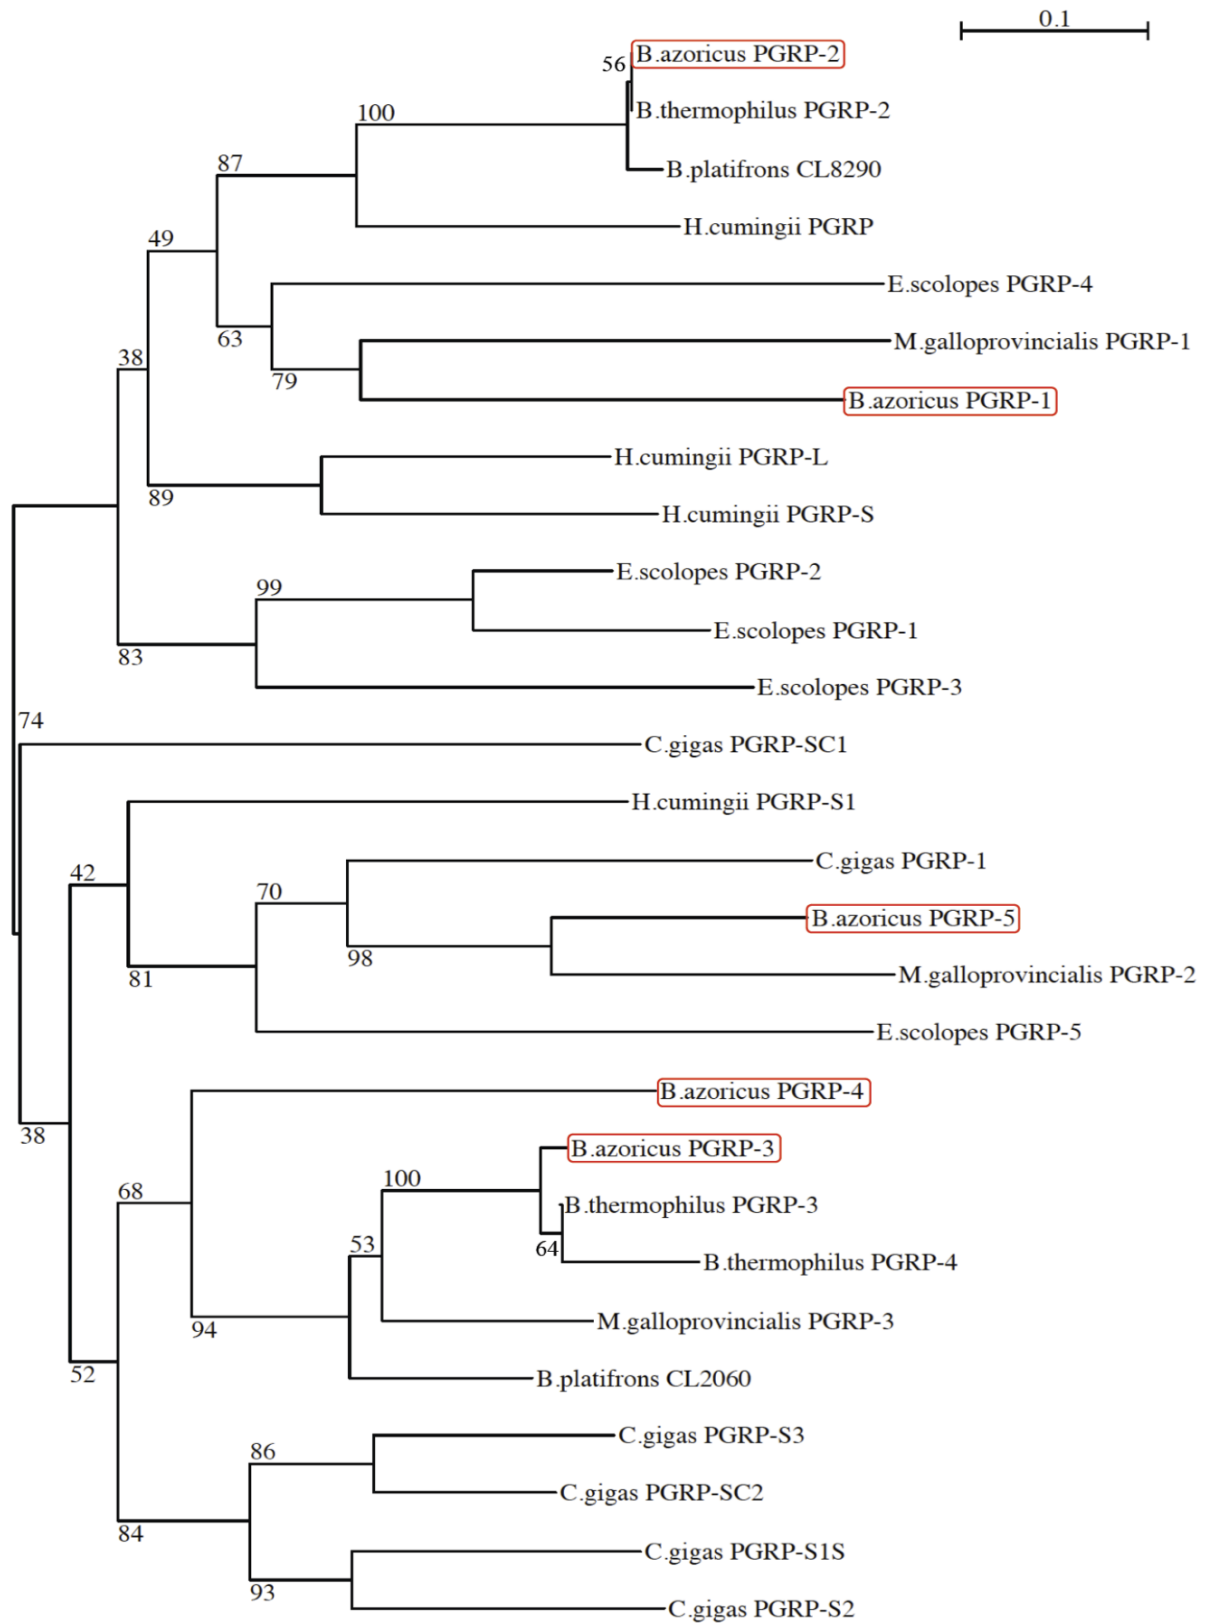 0.1
B.azoricus PGRP-2
56
B.thermophilus PGRP-2
100
B.platifrons CL8290
87
H.cumingii PGRP
49
E.scolopes PGRP-4
63
M.galloprovincialis PGRP-1
38
79
B.azoricus PGRP-1
H.cumingii PGRP-L
89
H.cumingii PGRP-S
E.scolopes PGRP-2
99
E.scolopes PGRP-1
83
E.scolopes PGRP-3
74
C.gigas PGRP-SC1
H.cumingii PGRP-S1
C.gigas PGRP-1
42
70
B.azoricus PGRP-5
98
M.galloprovincialis PGRP-2
81
E.scolopes PGRP-5
B.azoricus PGRP-4
38
B.azoricus PGRP-3
100
68
B.thermophilus PGRP-3
53
64
B.thermophilus PGRP-4
M.galloprovincialis PGRP-3
94
52
B.platifrons CL2060
C.gigas PGRP-S3
86
C.gigas PGRP-SC2
84
C.gigas PGRP-S1S
93
C.gigas PGRP-S2